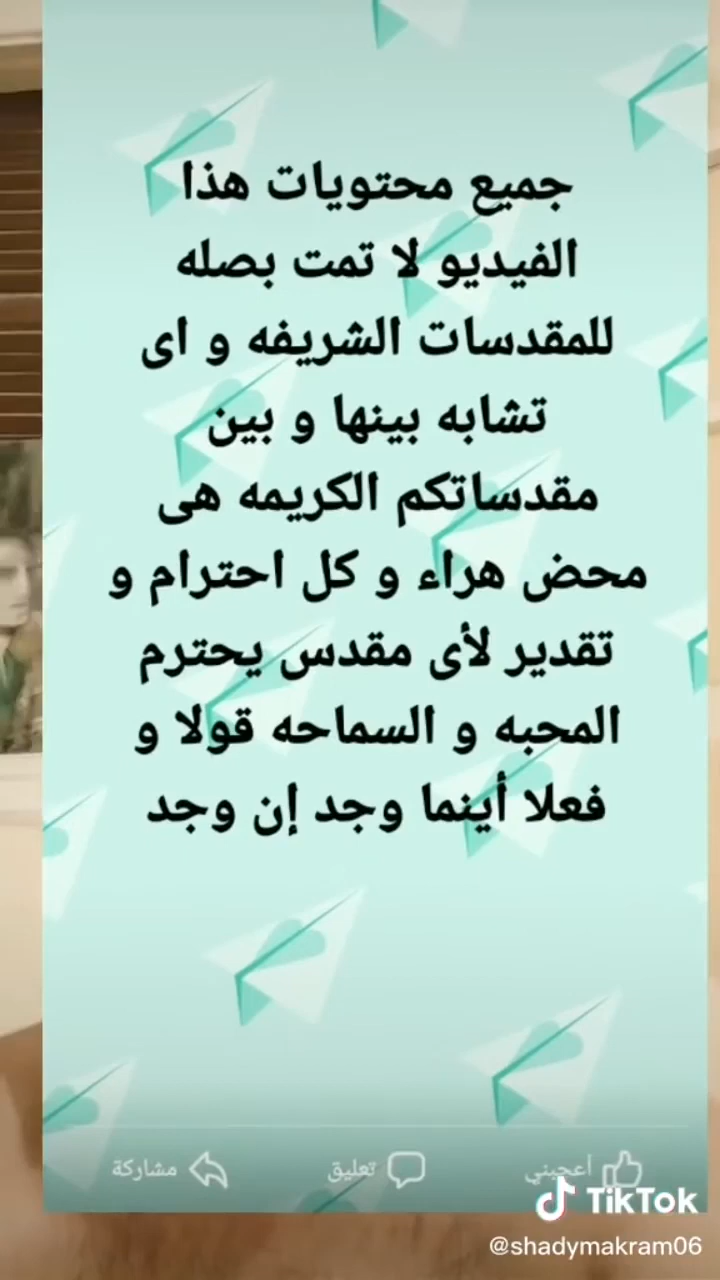 جميع محتويات هذا
الفيديو لا تمت بصله
للمقدسات الشريفه و اى
تشابه بينها و بين
مقدساتكم الكريمه هى
محض هراء و كل احترام و
تقدير لأى مقدس يحترم
المحبه و السماحه قولا و
فعلا أينما وجد إن وجد
أعجبني تعليق مشاركة
TikTok
@shadymakram06